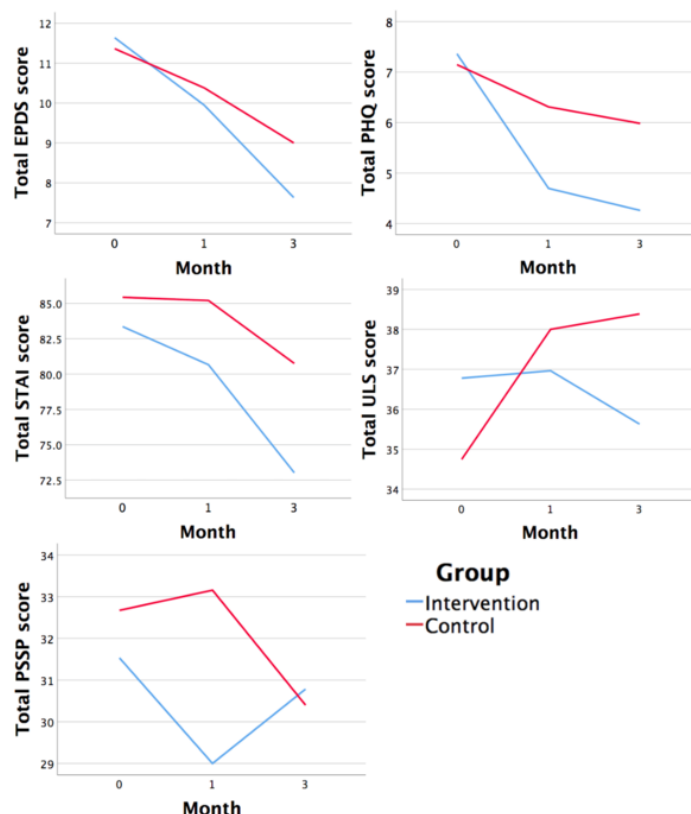 Total EPDS score
12
11
10
9
8
7
0 1 3
Month
Total PHQ score
8
7
6
5
4
0 1 3
Month
Total STAI score
85.0
82.5
80.0
77.5
75.0
72.5
0 1 3
Month
Total ULS score
39
38
37
36
35
34
0 1 3
Month
Total PSSP score
34
33
32
31
30
29
0 1 3
Month
Group
Intervention
Control